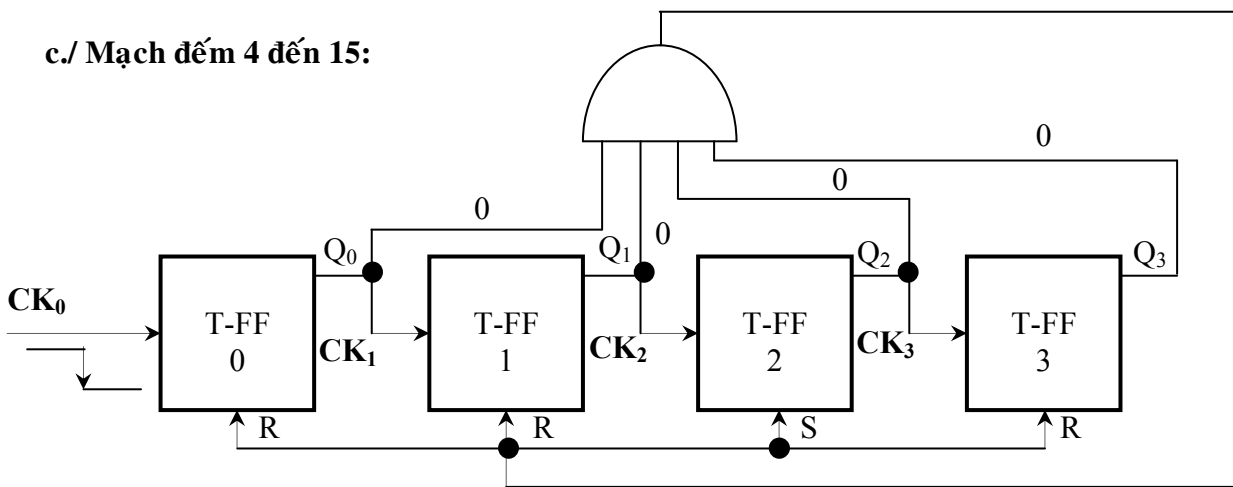 c./ Mạch đếm 4 đến 15:
0
0
0
0
Q₀
Q₁
Q₂
Q₃
CK₀
T-FF
0
CK₁
T-FF
1
CK₂
T-FF
2
CK₃
T-FF
3
R
R
S
R